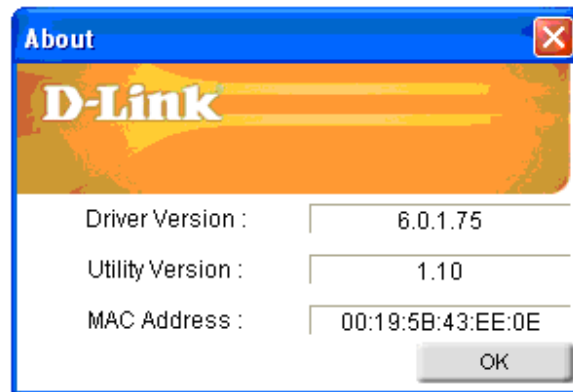 About
D-Link
Driver Version : 6.0.1.75
Utility Version : 1.10
MAC Address : 00:19:5B:43:EE:0E
OK